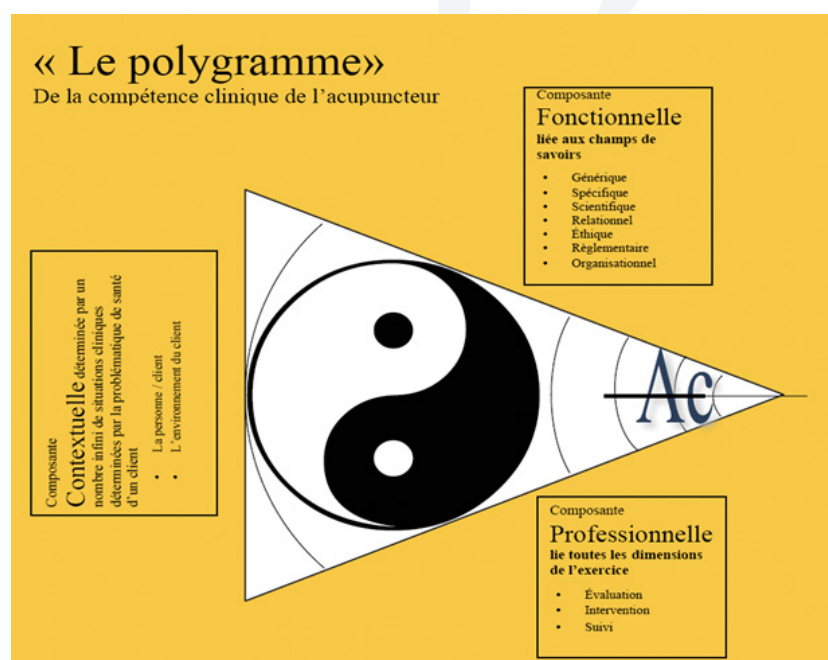 « Le polygramme»
De la compétence clinique de l'acupuncteur
Composante
Fonctionnelle
liée aux champs de
savoirs
• Générique
• Spécifique
• Scientifique
• Relationnel
• Éthique
• Règlementaire
• Organisationnel
Composante
Contextuelle déterminée par un
nombre infini de situations cliniques
déterminées par la problématique de santé
d'un client
• La personne / client
• L'environnement du client
Ac
Composante
Professionnelle
lie toutes les dimensions
de l'exercice
• Évaluation
• Intervention
• Suivi